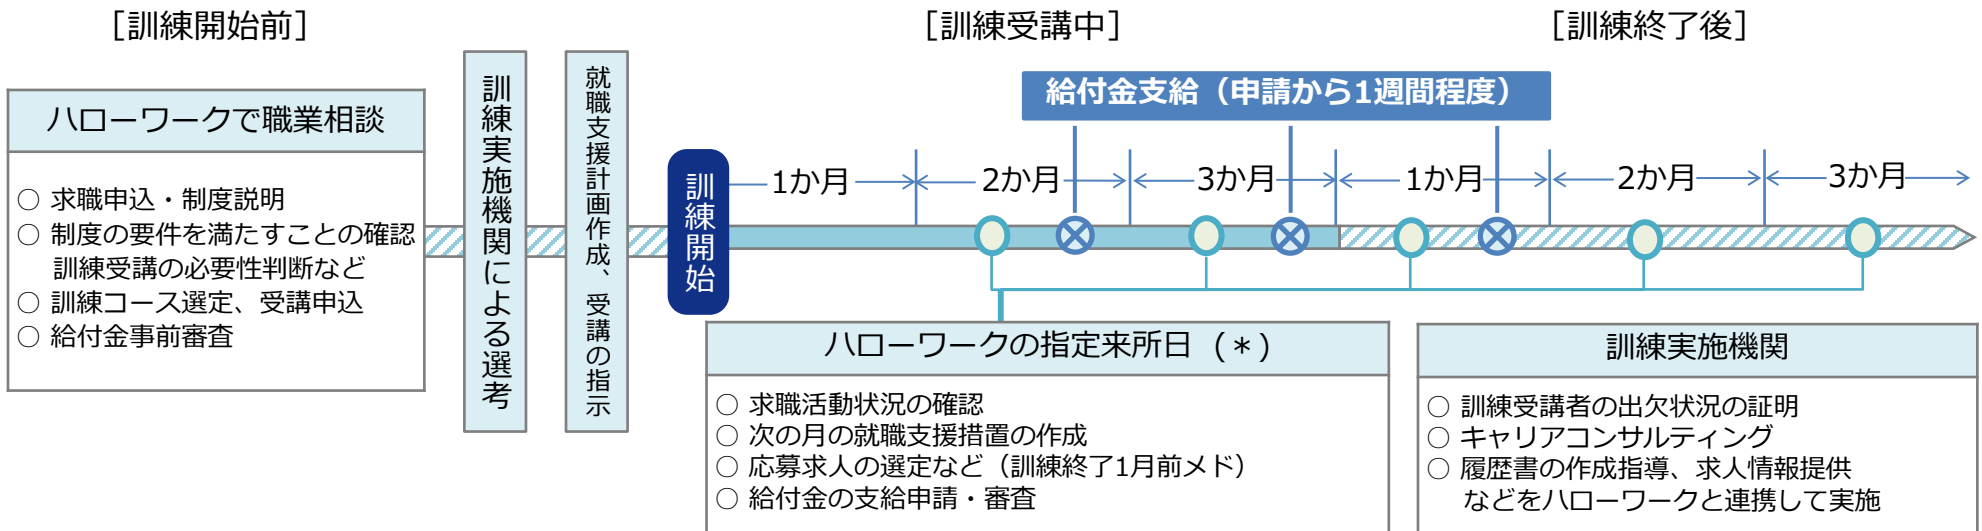 ［訓練開始前］
［訓練受講中］
［訓練終了後］
ハローワークで職業相談
○ 求職申込・制度説明
○ 制度の要件を満たすことの確認
訓練受講の必要性判断など
○ 訓練コース選定、受講申込
○ 給付金事前審査
訓練実施機関による選考
就職支援計画作成、受講の指示
訓練開始
給付金支給（申請から1週間程度）
1か月
2か月
3か月
1か月
2か月
3か月
ハローワークの指定来所日（＊）
○ 求職活動状況の確認
○ 次の月の就職支援措置の作成
○ 応募求人の選定など（訓練終了1月前メド）
○ 給付金の支給申請・審査
訓練実施機関
○ 訓練受講者の出欠状況の証明
○ キャリアコンサルティング
○ 履歴書の作成指導、求人情報提供
などをハローワークと連携して実施